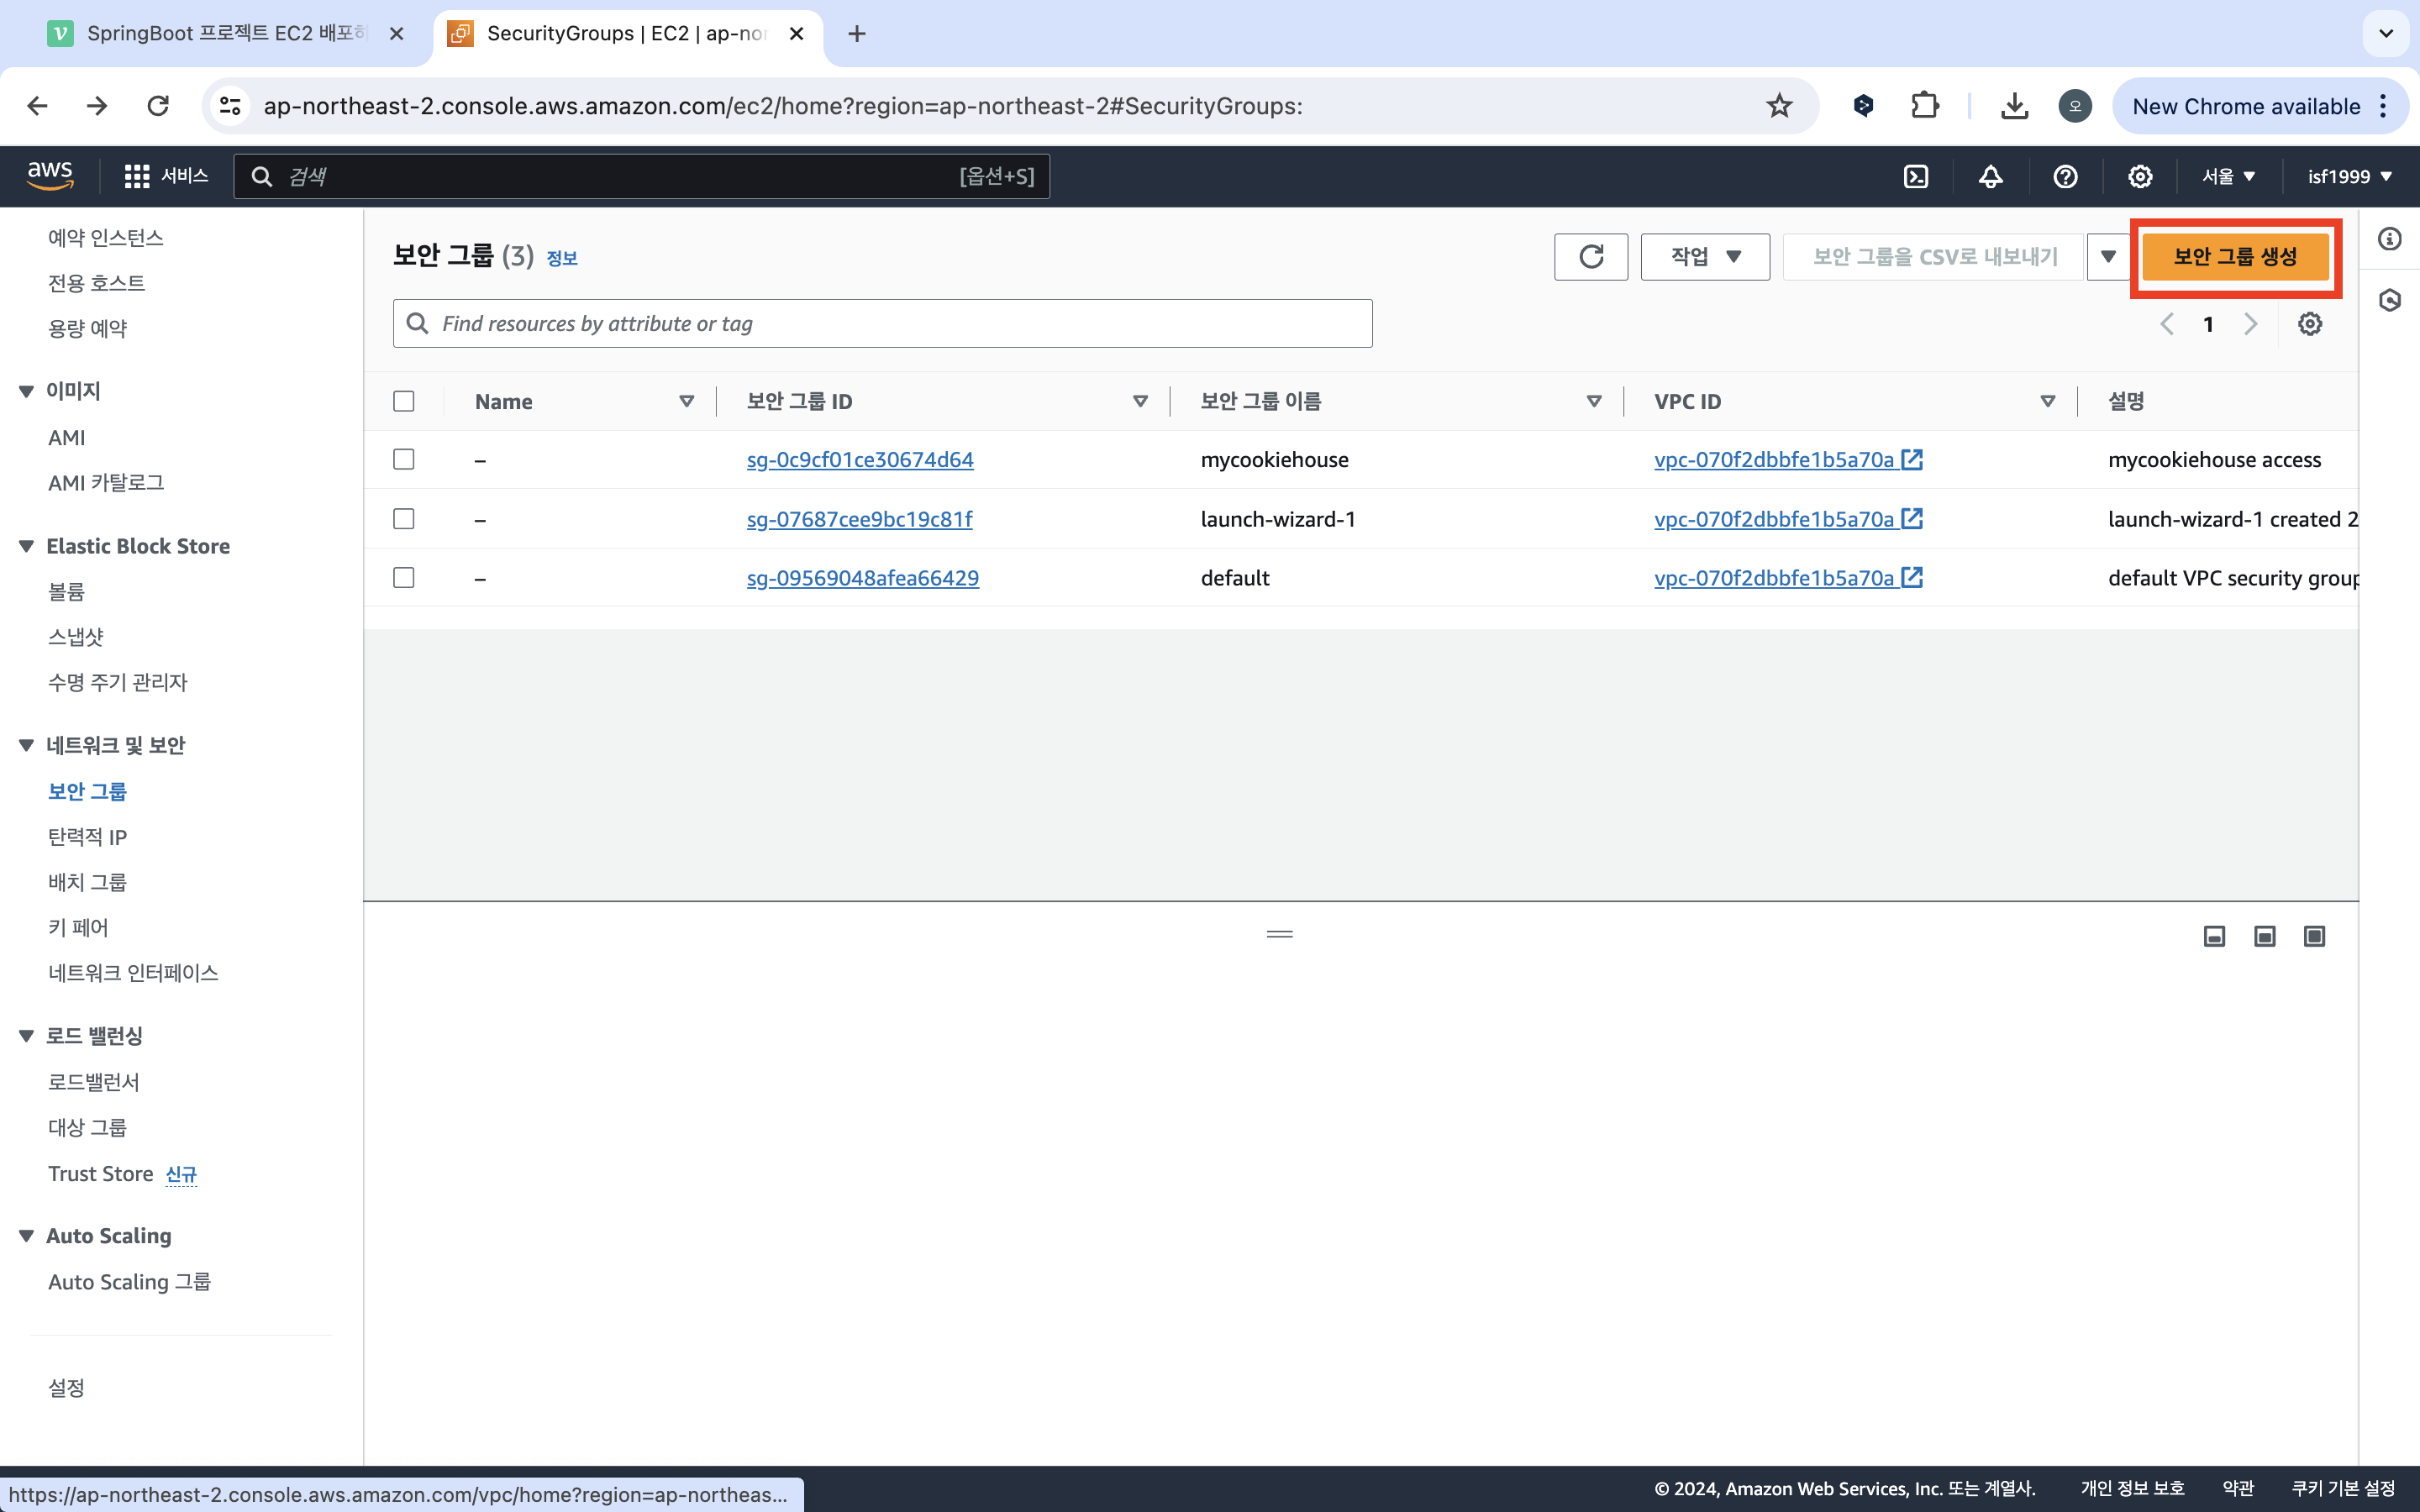 SpringBoot 프로젝트 EC2 배포하
SecurityGroups | EC2 | ap-nor
ap-northeast-2.console.aws.amazon.com/ec2/home?region=ap-northeast-2#SecurityGroups:
New Chrome available
오
aws
서비스
검색
[옵션+S]
서울
isf1999
예약 인스턴스
전용 호스트
용량 예약
이미지
AMI
AMI 카탈로그
Elastic Block Store
볼륨
스냅샷
수명 주기 관리자
네트워크 및 보안
보안 그룹
탄력적 IP
배치 그룹
키 페어
네트워크 인터페이스
로드 밸런싱
로드밸런서
대상 그룹
Trust Store 신규
Auto Scaling
Auto Scaling 그룹
설정
보안 그룹 (3) 정보
작업
보안 그룹을 CSV로 내보내기
보안 그룹 생성
Find resources by attribute or tag
1
Name 보안 그룹 ID 보안 그룹 이름 VPC ID 설명
– sg-0c9cf01ce30674d64 mycookiehouse vpc-070f2dbbfe1b5a70a mycookiehouse access
– sg-07687cee9bc19c81f launch-wizard-1 vpc-070f2dbbfe1b5a70a launch-wizard-1 created 2
– sg-09569048afea66429 default vpc-070f2dbbfe1b5a70a default VPC security group
https://ap-northeast-2.console.aws.amazon.com/vpc/home?region=ap-northeas...
© 2024, Amazon Web Services, Inc. 또는 계열사.
개인 정보 보호
약관
쿠키 기본 설정